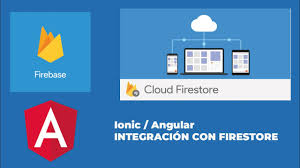 Firebase
Cloud Firestore
A
Ionic / Angular
INTEGRACIÓN CON FIRESTORE